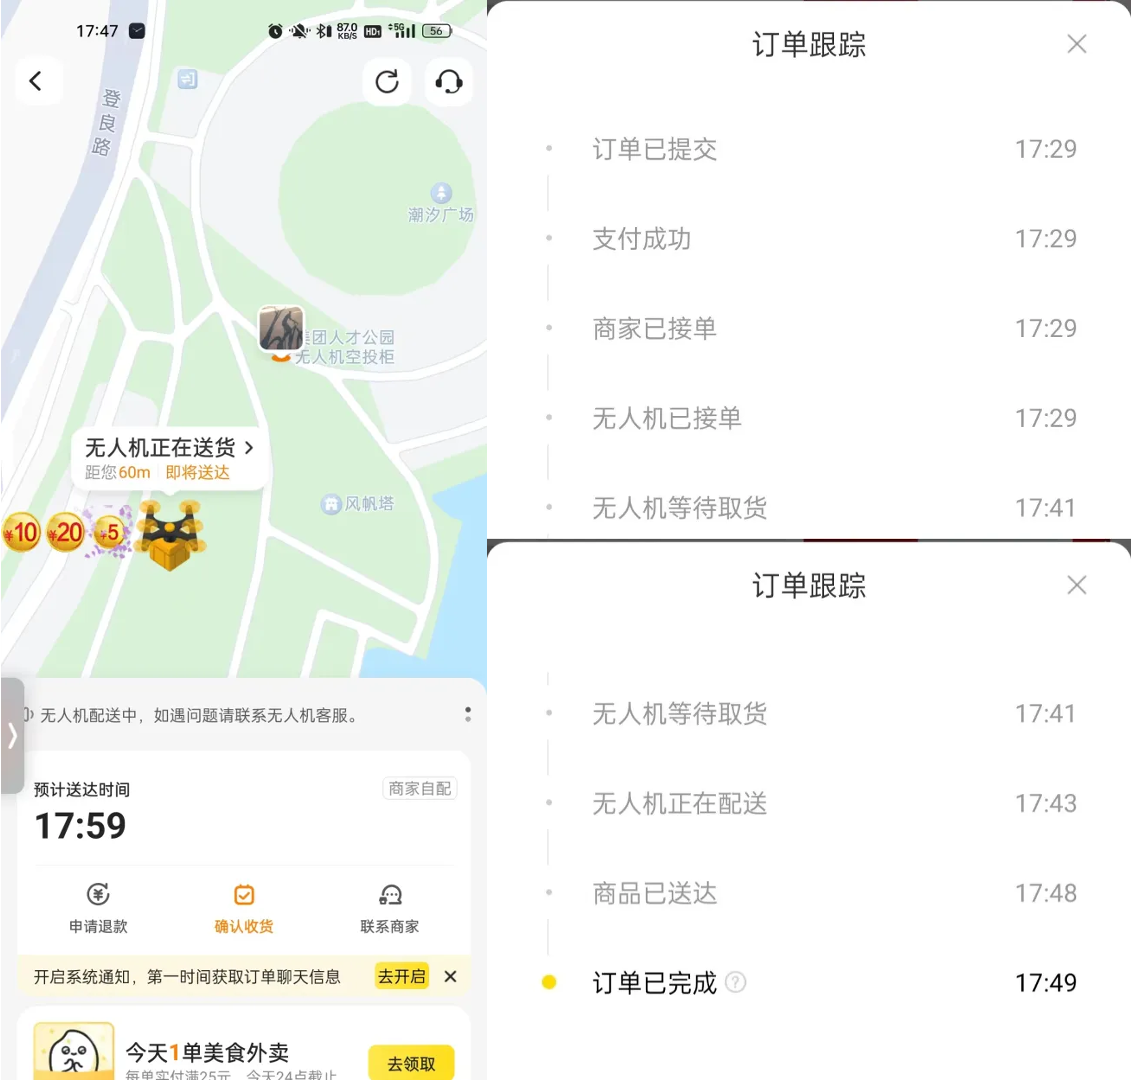 17:47
87.0
KB/S
HD1
5G
56
登良路
潮汐广场
美团人才公园
无人机空投柜
无人机正在送货
距您60m 即将送达
风帆塔
¥10 ¥20 ¥5
无人机配送中，如遇问题请联系无人机客服。
预计送达时间
商家自配
17:59
申请退款
确认收货
联系商家
开启系统通知，第一时间获取订单聊天信息
去开启
今天1单美食外卖
每单实付满25元，今天24点截止
去领取
订单跟踪
订单已提交 17:29
支付成功 17:29
商家已接单 17:29
无人机已接单 17:29
无人机等待取货 17:41
订单跟踪
无人机等待取货 17:41
无人机正在配送 17:43
商品已送达 17:48
订单已完成 17:49